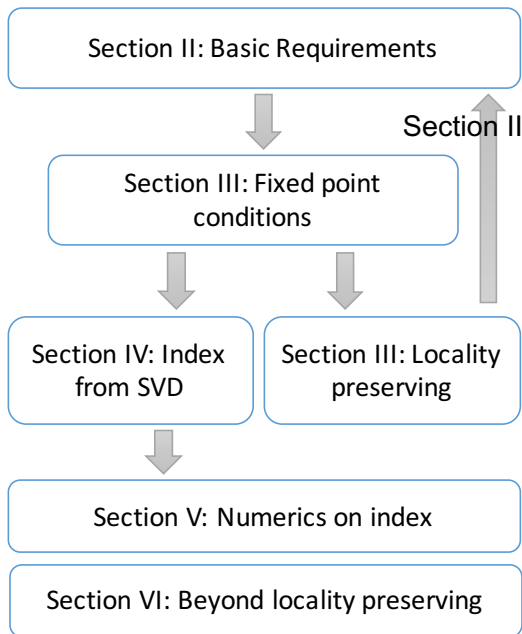 Section II: Basic Requirements
Section II
Section III: Fixed point
conditions
Section IV: Index
from SVD
Section III: Locality
preserving
Section V: Numerics on index
Section VI: Beyond locality preserving